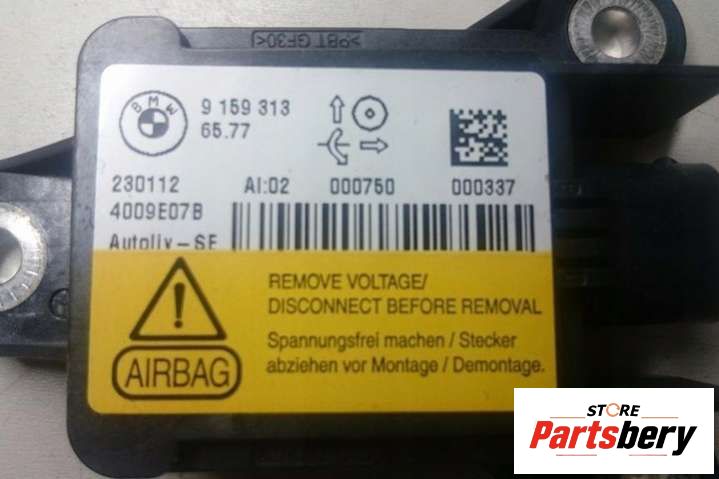 >PBT GF30<
BMW
9 159 313
65.77
230112 AI:02 000750 000337
4009E07B
Autoliv-SE
REMOVE VOLTAGE/
DISCONNECT BEFORE REMOVAL
Spannungsfrei machen / Stecker
abziehen vor Montage / Demontage.
AIRBAG
STORE
Partsbery